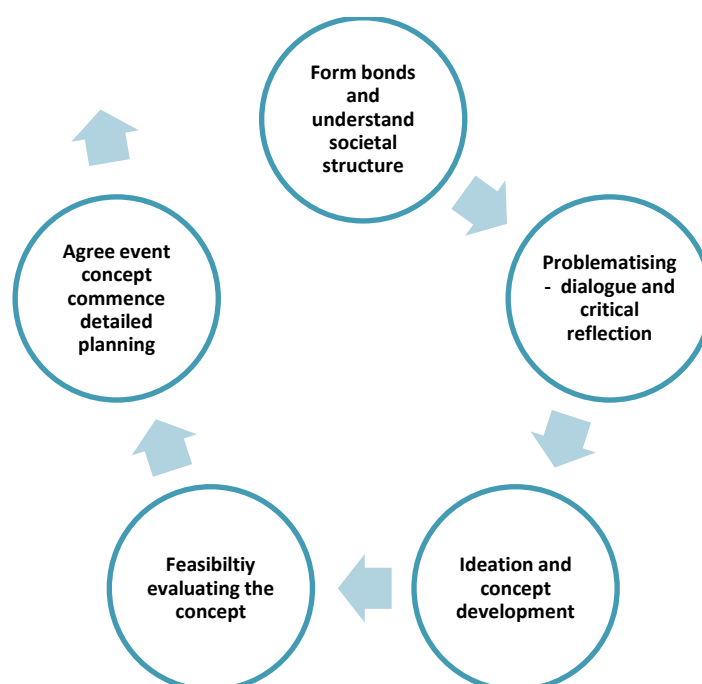 Form bonds
and
understand
societal
structure
Problematising
- dialogue and
critical
reflection
Ideation and
concept
development
Feasibiltiy
evaluating the
concept
Agree event
concept
commence
detailed
planning